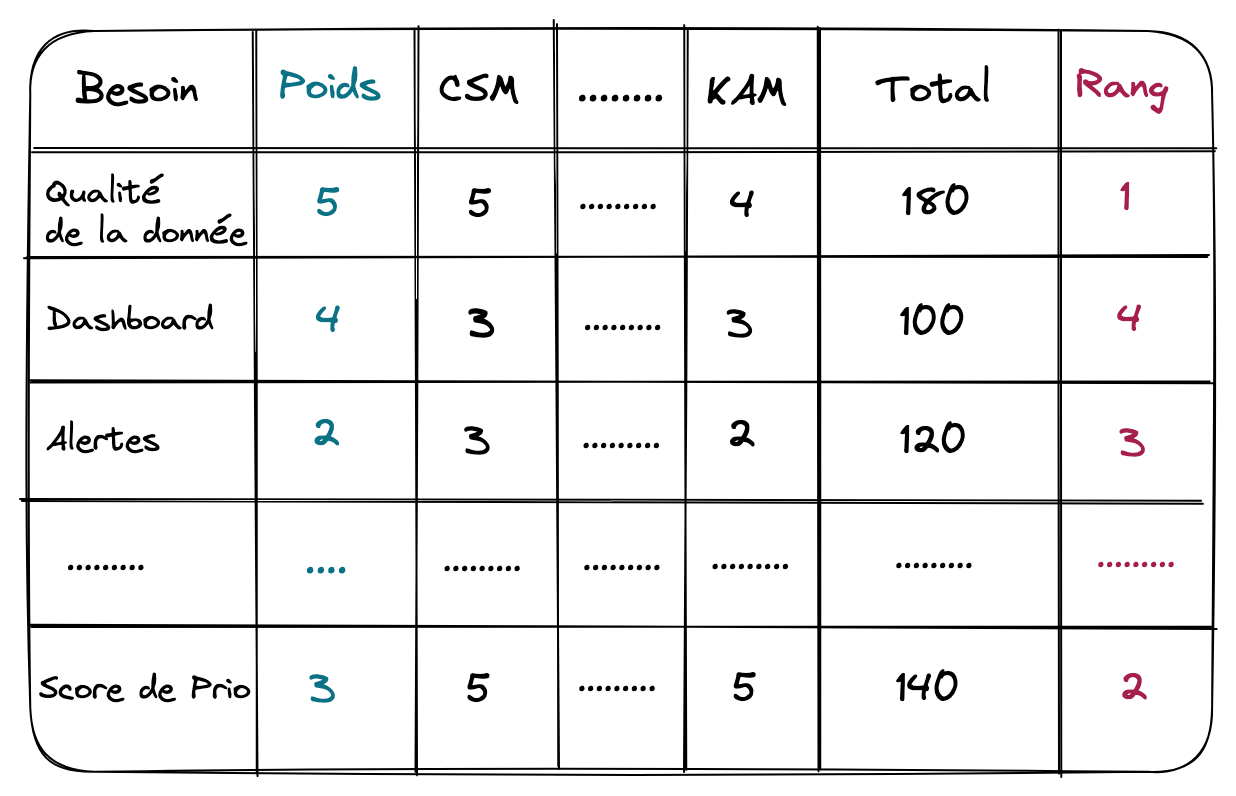 Besoin Poids CSM ........ KAM Total Rang
Qualité
de la donnée 5 5 ......... 4 180 1
Dashboard 4 3 ......... 3 100 4
Alertes 2 3 ......... 2 120 3
......... .... ......... ......... ......... ......... .........
Score de Prio 3 5 ......... 5 140 2